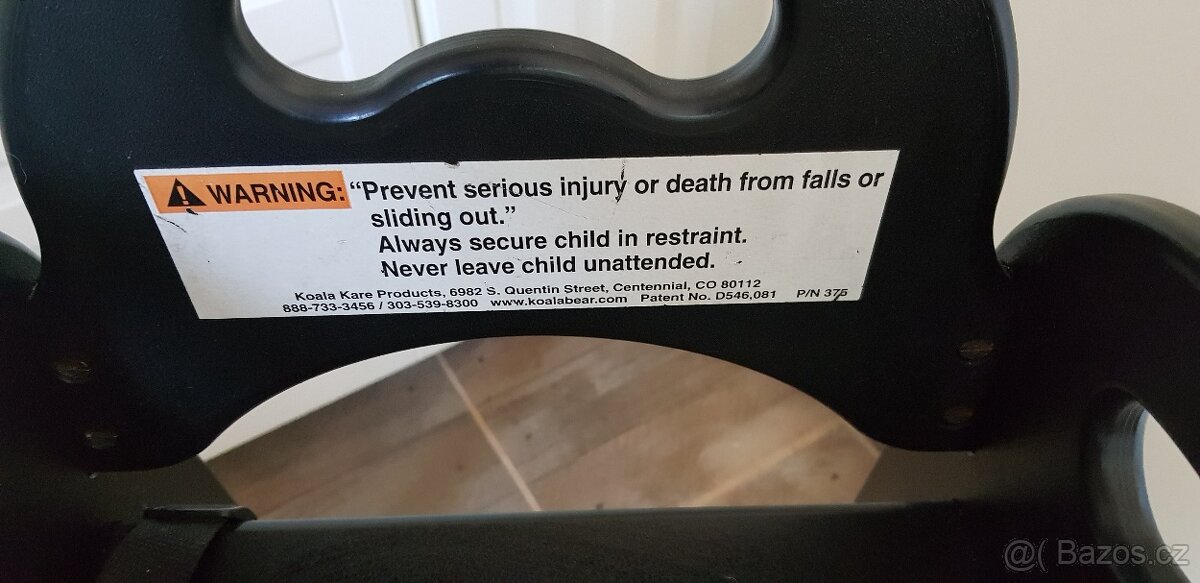 WARNING: “Prevent serious injury or death from falls or
sliding out.”
Always secure child in restraint.
Never leave child unattended.
Koala Kare Products, 6982 S. Quentin Street, Centennial, CO 80112
888-733-3456 / 303-539-8300 www.koalabear.com Patent No. D546,081 P/N 375
@( Bazos.cz